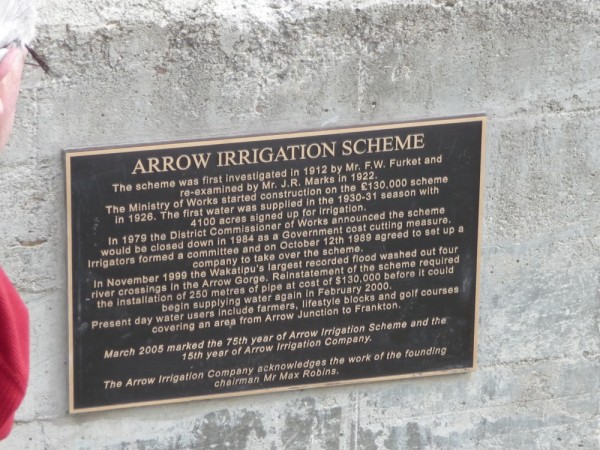 ARROW IRRIGATION SCHEME
The scheme was first investigated in 1912 by Mr. F.W. Furket and
re-examined by Mr. J.R. Marks in 1922.
The Ministry of Works started construction on the £130,000 scheme
in 1926. The first water was supplied in the 1930-31 season with
4100 acres signed up for irrigation.
In 1979 the District Commissioner of Works announced the scheme
would be closed down in 1984 as a Government cost cutting measure.
Irrigators formed a committee and on October 12th 1989 agreed to set up a
company to take over the scheme.
In November 1999 the Wakatipu's largest recorded flood washed out four
river crossings in the Arrow Gorge. Reinstatement of the scheme required
the installation of 250 metres of pipe at cost of $130,000 before it could
begin supplying water again in February 2000.
Present day water users include farmers, lifestyle blocks and golf courses
covering an area from Arrow Junction to Frankton.
March 2005 marked the 75th year of Arrow Irrigation Scheme and the
15th year of Arrow Irrigation Company.
The Arrow Irrigation Company acknowledges the work of the founding
chairman Mr Max Robins.